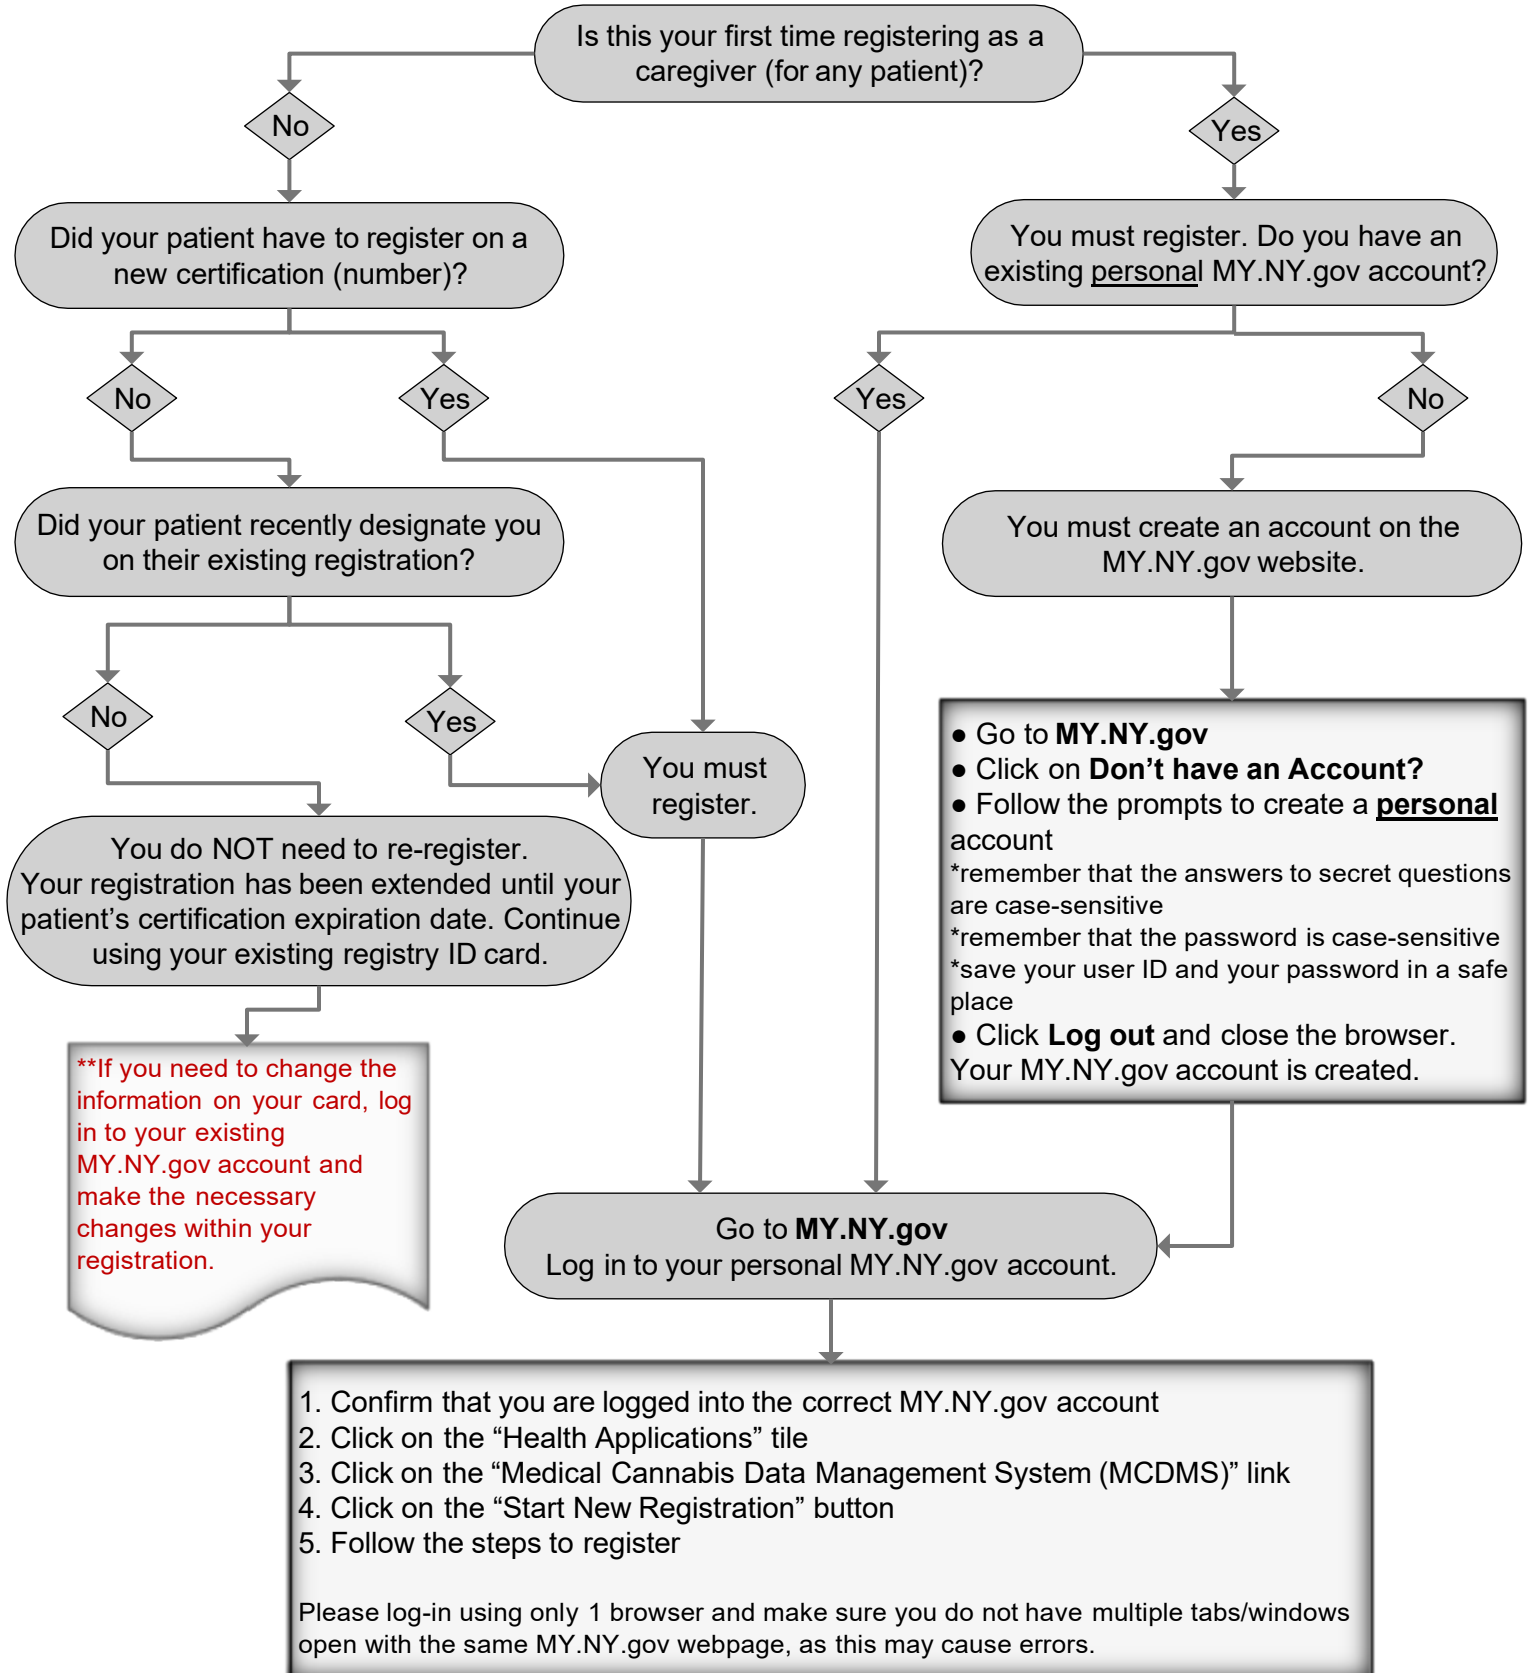 Is this your first time registering as a
caregiver (for any patient)?
No
Yes
Did your patient have to register on a
new certification (number)?
You must register. Do you have an
existing personal MY.NY.gov account?
No
Yes
Yes
No
Did your patient recently designate you
on their existing registration?
You must create an account on the
MY.NY.gov website.
No
Yes
You must
register.
● Go to MY.NY.gov
● Click on Don’t have an Account?
● Follow the prompts to create a personal
account
*remember that the answers to secret questions
are case-sensitive
*remember that the password is case-sensitive
*save your user ID and your password in a safe
place
● Click Log out and close the browser.
Your MY.NY.gov account is created.
You do NOT need to re-register.
Your registration has been extended until your
patient’s certification expiration date. Continue
using your existing registry ID card.
**If you need to change the
information on your card, log
in to your existing
MY.NY.gov account and
make the necessary
changes within your
registration.
Go to MY.NY.gov
Log in to your personal MY.NY.gov account.
1. Confirm that you are logged into the correct MY.NY.gov account
2. Click on the “Health Applications” tile
3. Click on the “Medical Cannabis Data Management System (MCDMS)” link
4. Click on the “Start New Registration” button
5. Follow the steps to register
Please log-in using only 1 browser and make sure you do not have multiple tabs/windows
open with the same MY.NY.gov webpage, as this may cause errors.